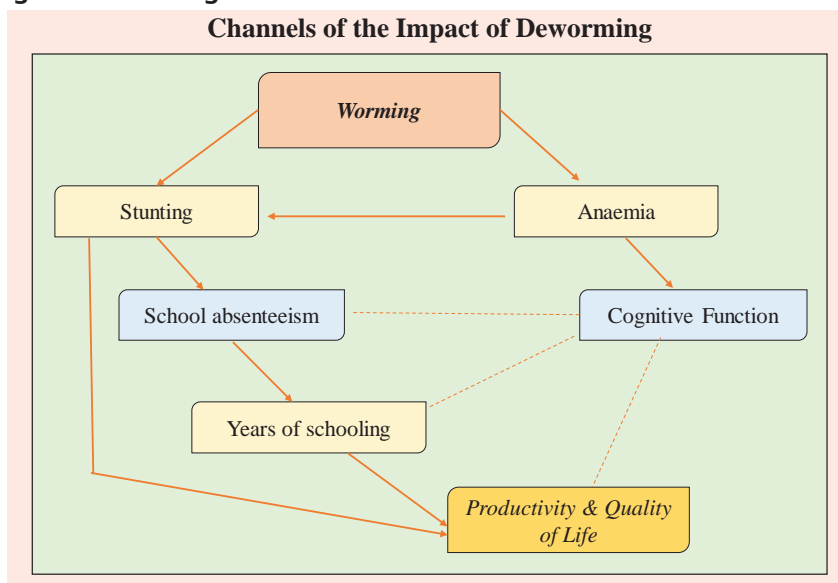 Channels of the Impact of Deworming
Worming
Stunting
Anaemia
School absenteeism
Cognitive Function
Years of schooling
Productivity & Quality
of Life